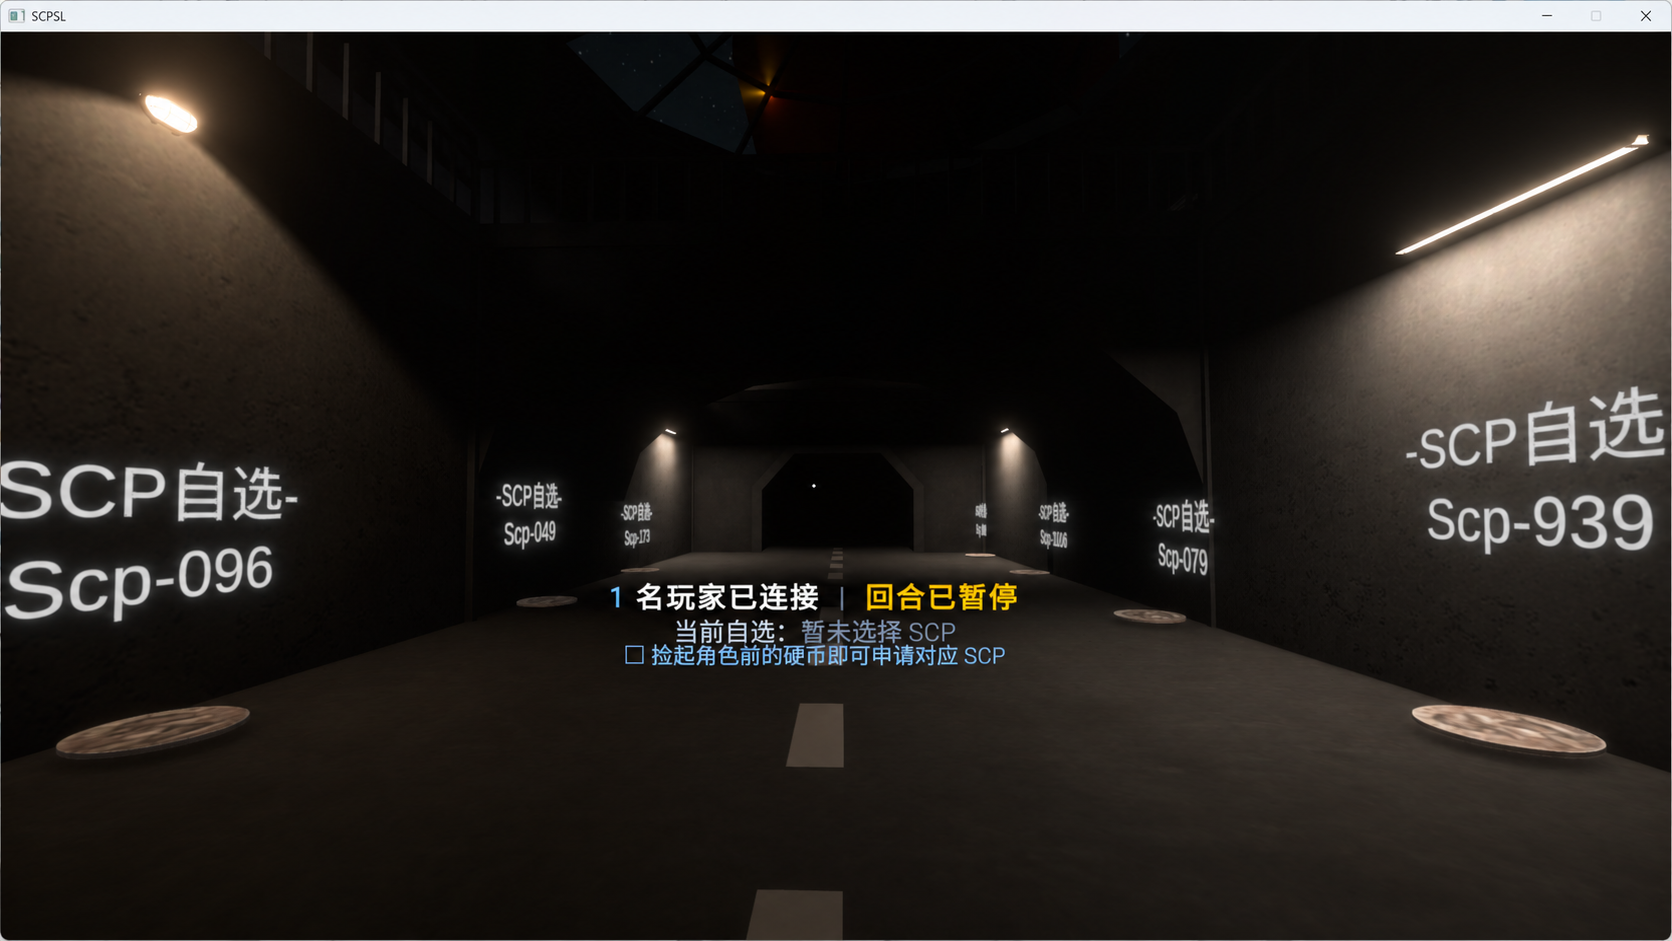 SCPSL
-SCP自选
Scp-939
SCP自选-
Scp-096
-SCP自选-
Scp-049
-SCP自选-
Scp-173
-SCP自选-
-SCP自选-
Scp-079
1 名玩家已连接 | 回合已暂停
当前自选：暂未选择 SCP
□ 捡起角色前的硬币即可申请对应 SCP